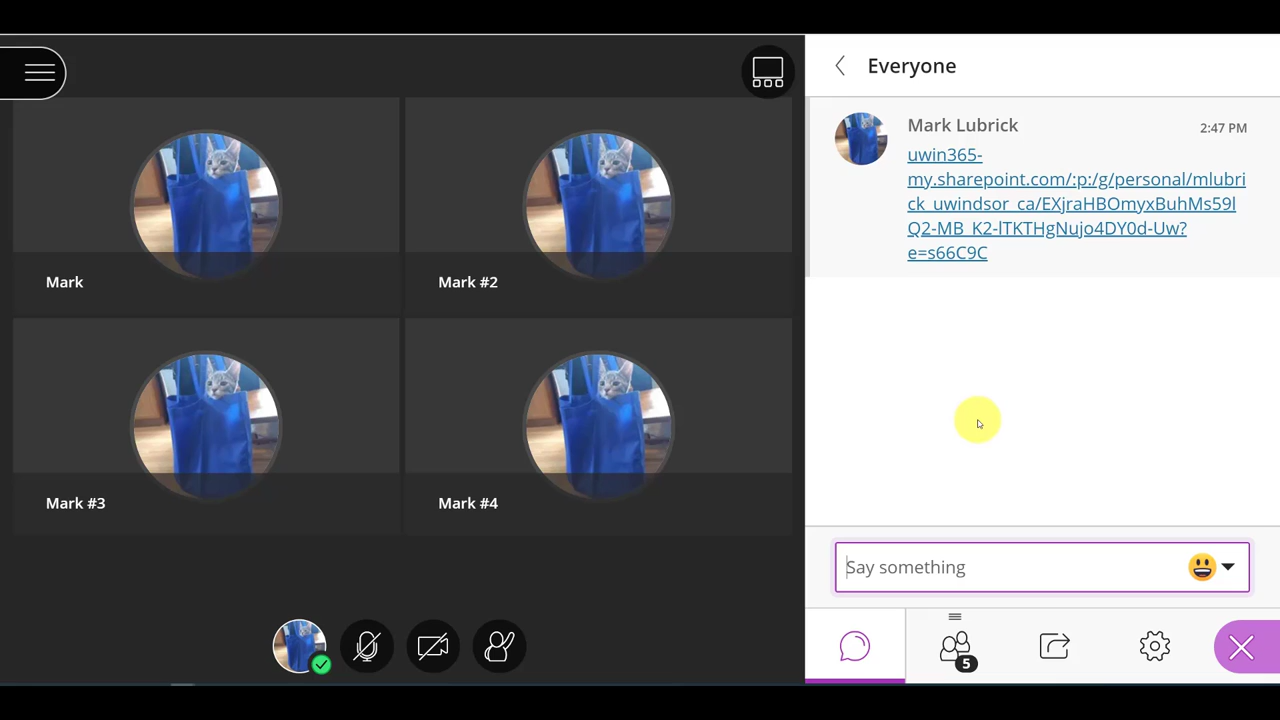 Everyone
Mark Lubrick
2:47 PM
uwin365-
my.sharepoint.com/:p:/g/personal/mlubri
ck_uwindsor_ca/EXjraHBOmyxBuhMs59l
Q2-MB_K2-lTKTHgNujo4DY0d-Uw?
e=s66C9C
Mark
Mark #2
Mark #3
Mark #4
Say something
5